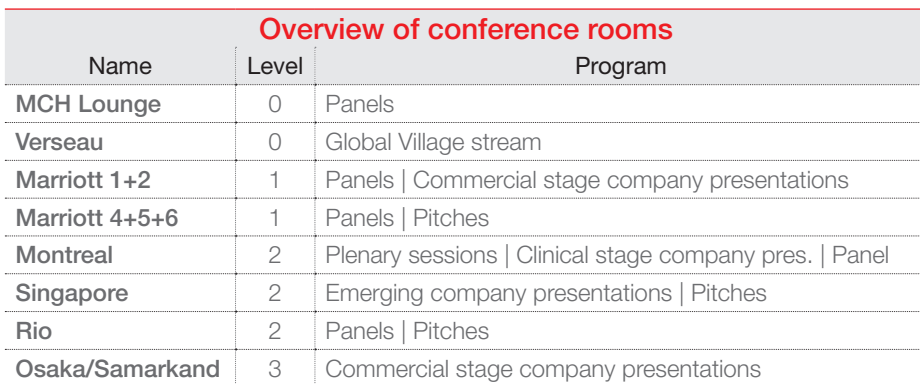 Overview of conference rooms
Name Level Program
MCH Lounge 0 Panels
Verseau 0 Global Village stream
Marriott 1+2 1 Panels | Commercial stage company presentations
Marriott 4+5+6 1 Panels | Pitches
Montreal 2 Plenary sessions | Clinical stage company pres. | Panel
Singapore 2 Emerging company presentations | Pitches
Rio 2 Panels | Pitches
Osaka/Samarkand 3 Commercial stage company presentations